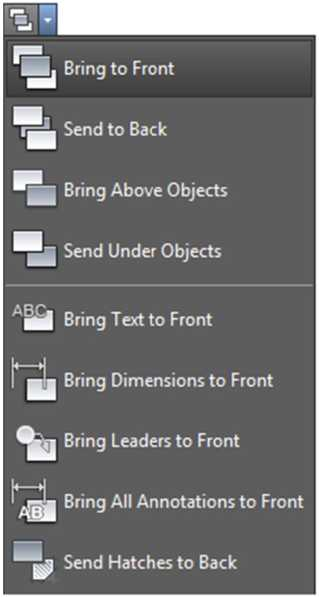 Bring to Front
Send to Back
Bring Above Objects
Send Under Objects
ABC
Bring Text to Front
Bring Dimensions to Front
Bring Leaders to Front
AB
Bring All Annotations to Front
Send Hatches to Back